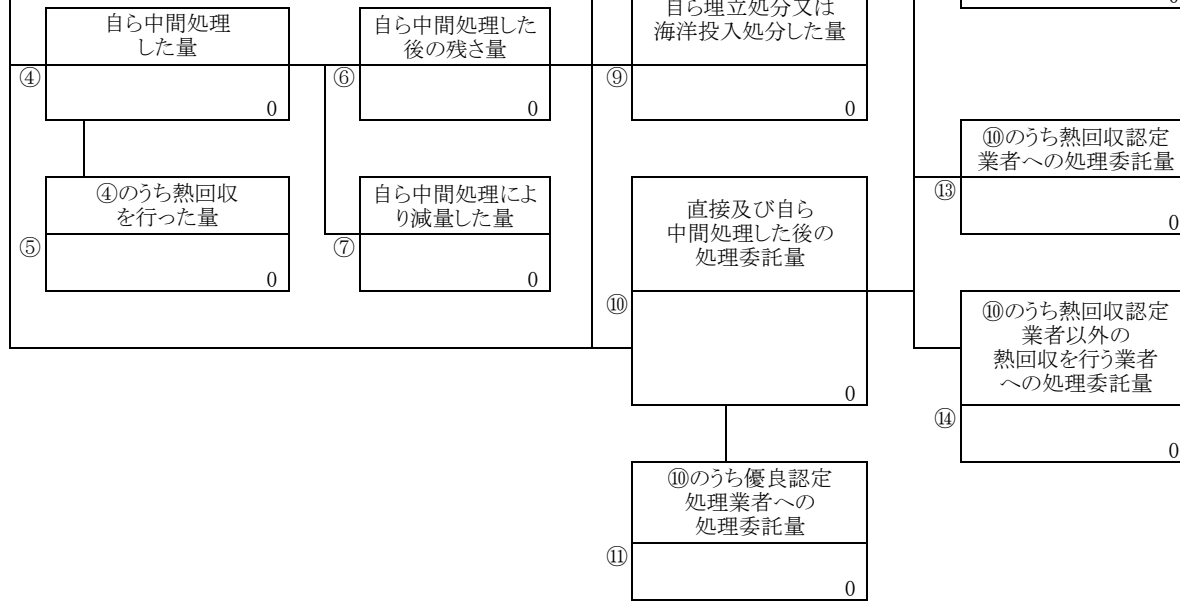 自ら中間処理
した量
④
0
自ら中間処理した
後の残さ量
⑥
0
自ら埋立処分又は
海洋投入処分した量
⑨
0
0
④のうち熱回収
を行った量
⑤
0
自ら中間処理によ
り減量した量
⑦
0
直接及び自ら
中間処理した後の
処理委託量
⑩
0
⑩のうち熱回収認定
業者への処理委託量
⑬
0
⑩のうち熱回収認定
業者以外の
熱回収を行う業者
への処理委託量
⑭
0
⑩のうち優良認定
処理業者への
処理委託量
⑪
0